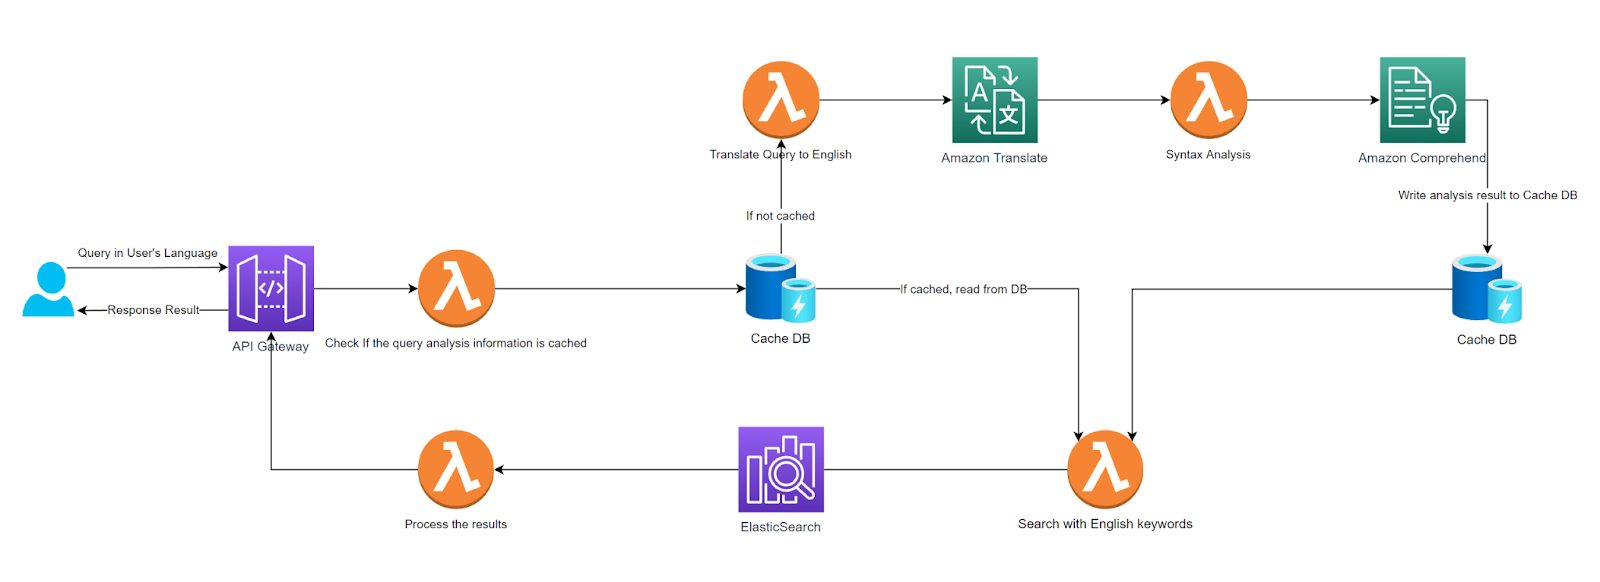 Translate Query to English
Amazon Translate
Syntax Analysis
Amazon Comprehend
Write analysis result to Cache DB
If not cached
Query in User's Language
Response Result
API Gateway
Check If the query analysis information is cached
If cached, read from DB
Cache DB
Cache DB
Process the results
ElasticSearch
Search with English keywords